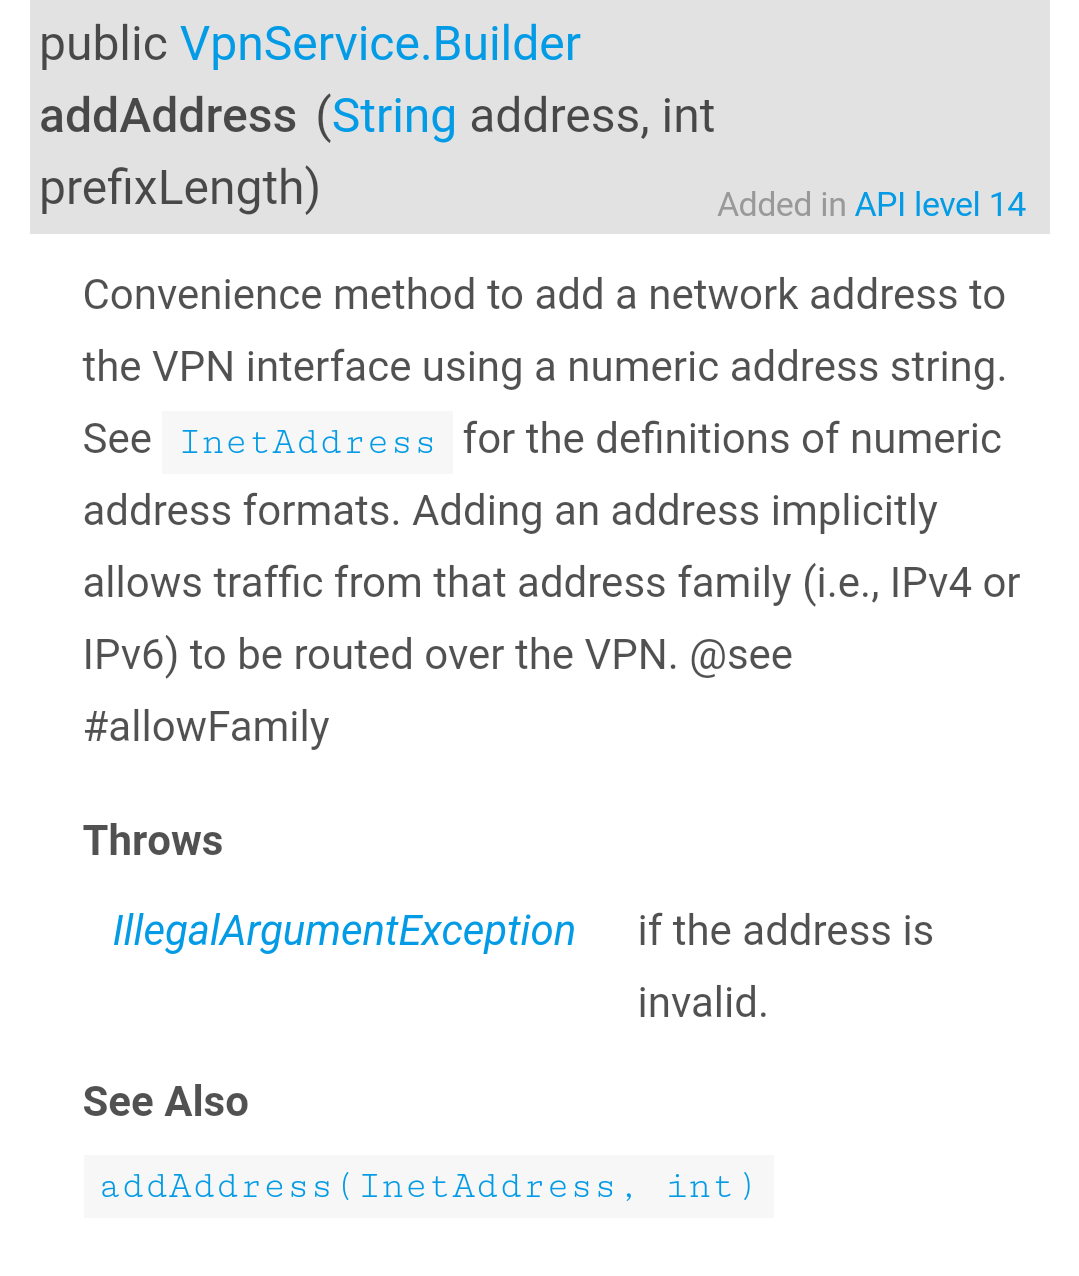 public VpnService.Builder
addAddress (String address, int
prefixLength)
Added in API level 14
Convenience method to add a network address to
the VPN interface using a numeric address string.
See InetAddress for the definitions of numeric
address formats. Adding an address implicitly
allows traffic from that address family (i.e., IPv4 or
IPv6) to be routed over the VPN. @see
#allowFamily
Throws
IllegalArgumentException if the address is
invalid.
See Also
addAddress(InetAddress, int)